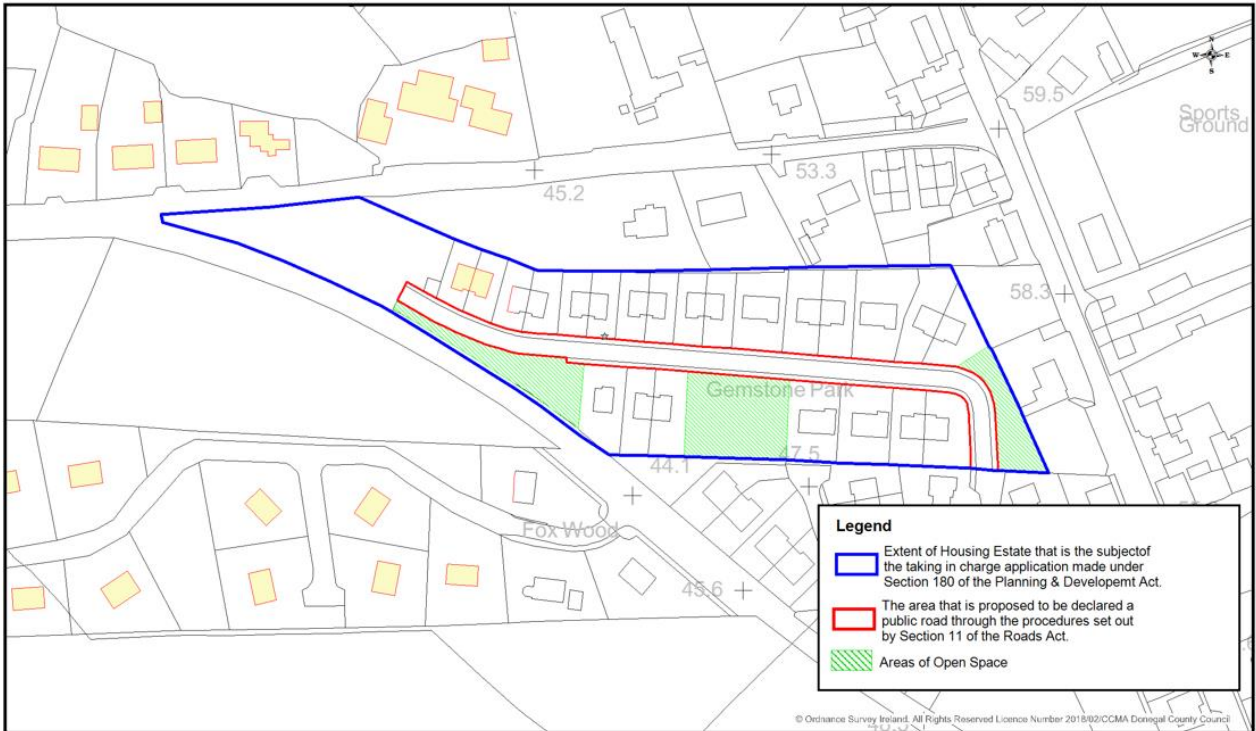 N
W E
S
59.5
Sports
Ground
53.3
45.2
58.3
Gemstone Park
47.5
44.1
Fox Wood
45.6
Legend
Extent of Housing Estate that is the subjectof
the taking in charge application made under
Section 180 of the Planning & Developemt Act.
The area that is proposed to be declared a
public road through the procedures set out
by Section 11 of the Roads Act.
Areas of Open Space
© Ordnance Survey Ireland. All Rights Reserved Licence Number 2018/02/CCMA Donegal County Council